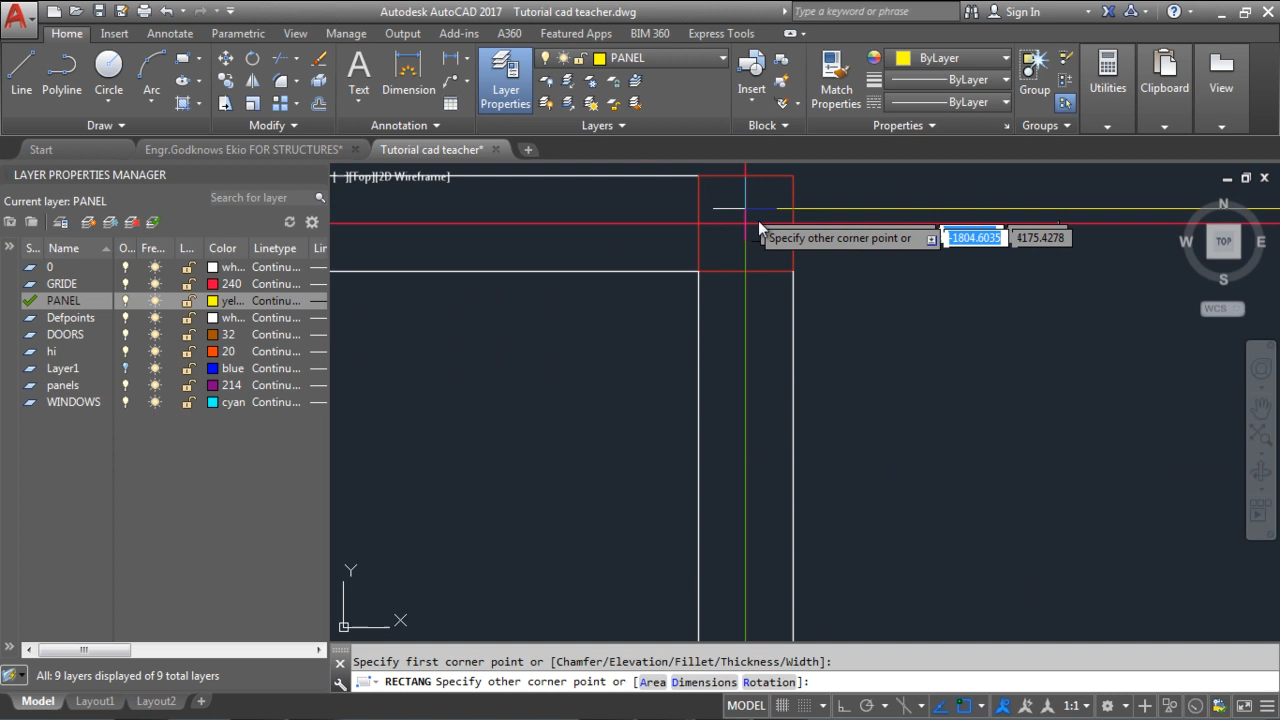 Autodesk AutoCAD 2017 Tutorial cad teacher.dwg
Type a keyword or phrase
Sign In
Home Insert Annotate Parametric View Manage Output Add-ins A360 Featured Apps BIM 360 Express Tools
Line Polyline Circle Arc
Draw
Modify
Text Dimension
Annotation
Layer Properties
PANEL
Layers
Insert
Block
Match Properties
ByLayer
ByLayer
ByLayer
Properties
Group
Groups
Utilities
Clipboard
View
Start
Engr.Godknows Ekio FOR STRUCTURES*
Tutorial cad teacher*
LAYER PROPERTIES MANAGER
Current layer: PANEL
Search for layer
S... Name O.. Fre... L... Color Linetype Lin
0 wh... Continu...
GRIDE 240 Continu...
PANEL yel... Continu...
Defpoints wh... Continu...
DOORS 32 Continu...
hi 20 Continu...
Layer1 blue Continu...
panels 214 Continu...
WINDOWS cyan Continu...
All: 9 layers displayed of 9 total layers
][Top][2D Wireframe]
Specify other corner point or
-1804.6035
4175.4278
N
W TOP E
S
WCS
Y
X
Specify first corner point or [Chamfer/Elevation/Fillet/Thickness/Width]:
RECTANG Specify other corner point or [Area Dimensions Rotation]:
Model Layout1 Layout2
MODEL
1:1